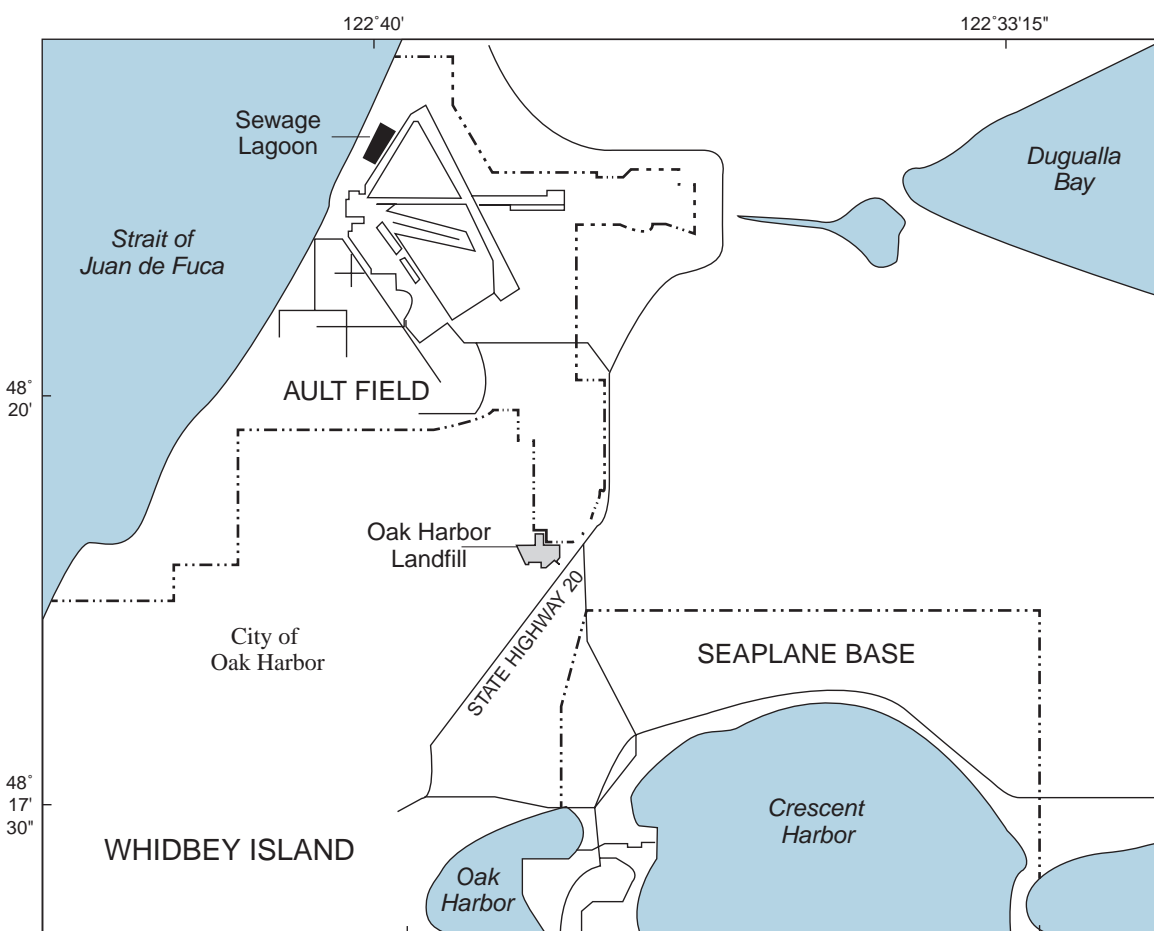 122˚40'
122˚33'15"
Sewage
Lagoon
Dugualla
Bay
Strait of
Juan de Fuca
48˚
20'
AULT FIELD
Oak Harbor
Landfill
STATE HIGHWAY 20
City of
Oak Harbor
SEAPLANE BASE
48˚
17'
30"
Crescent
Harbor
WHIDBEY ISLAND
Oak
Harbor